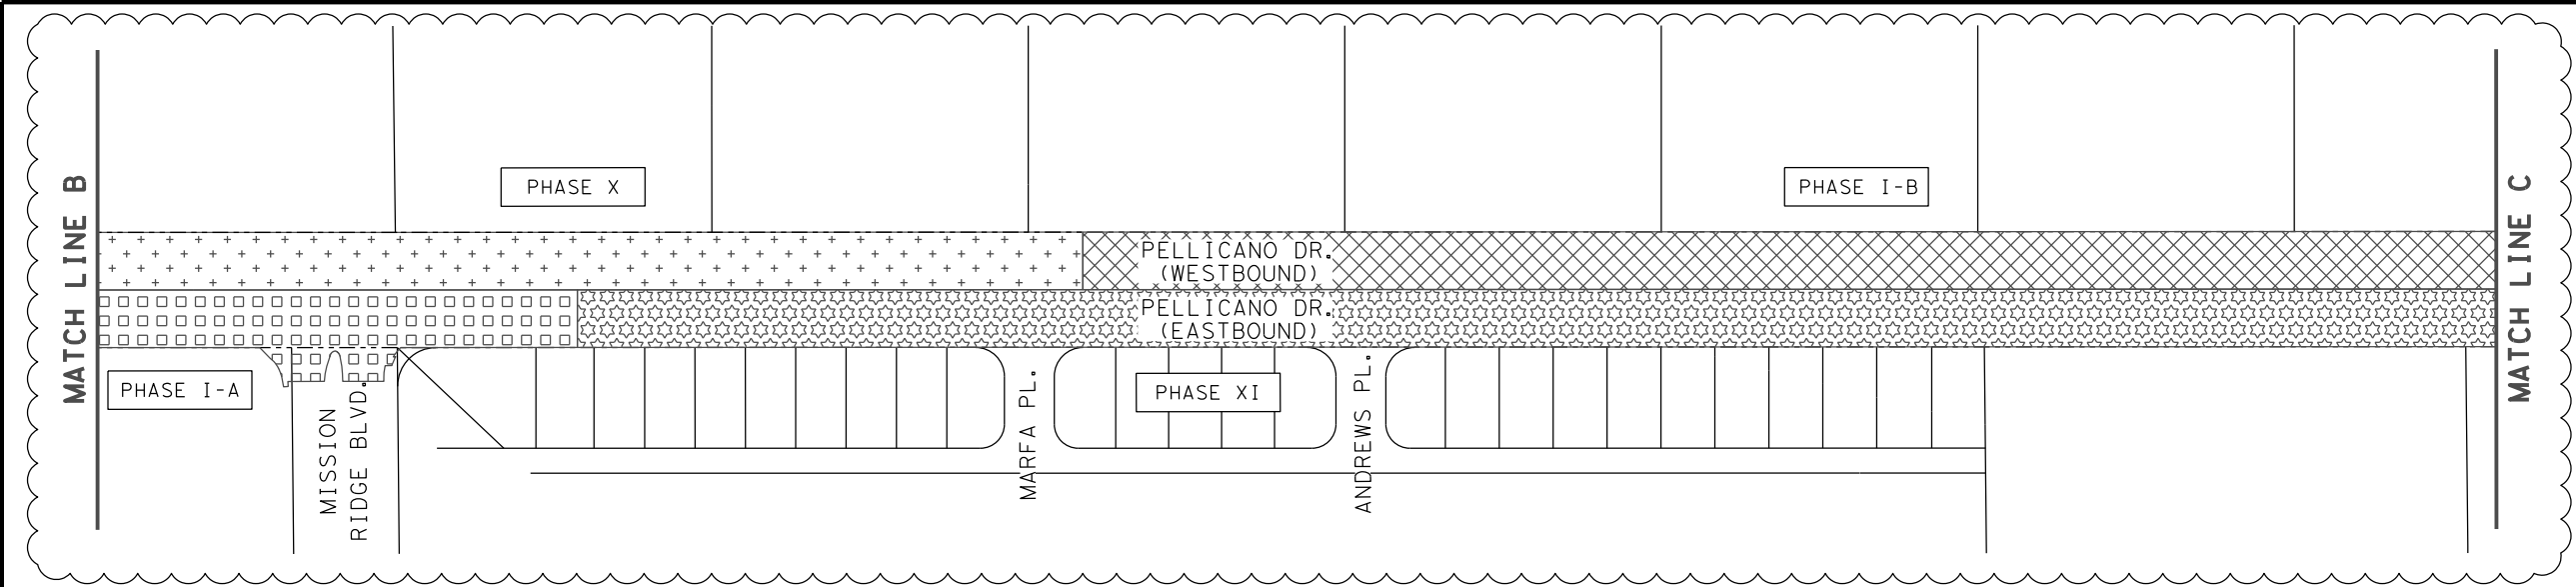 MATCH LINE B
PHASE X
PHASE I-B
MATCH LINE C
PELLICANO DR.
(WESTBOUND)
PELLICANO DR.
(EASTBOUND)
PHASE I-A
MISSION
RIDGE BLVD.
MARFA PL.
PHASE XI
ANDREWS PL.